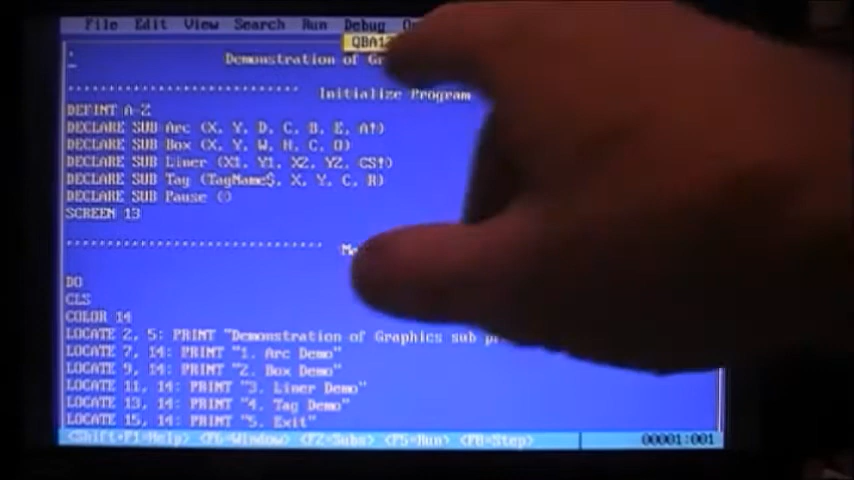 File Edit View Search Run Debug
Demonstration of
Initialize Program
DEFINT A-Z
DECLARE SUB Arc (X, Y, D, C, B, E, A!)
DECLARE SUB Box (X, Y, W, H, C, O)
DECLARE SUB Liner (X1, Y1, X2, Y2, CS!)
DECLARE SUB Tag (TagName$, X, Y, C, R)
DECLARE SUB Pause ()
SCREEN 13
DO
CLS
COLOR 14
LOCATE 2, 5: PRINT "Demonstration of Graphics sub
LOCATE 7, 14: PRINT "1. Arc Demo"
LOCATE 9, 14: PRINT "2. Box Demo"
LOCATE 11, 14: PRINT "3. Liner Demo"
LOCATE 13, 14: PRINT "4. Tag Demo"
LOCATE 15, 14: PRINT "5. Exit"
<Shift+F1=Help> <F6=Window> <F2=Subs> <F5=Run> <F8=Step> 00001:001